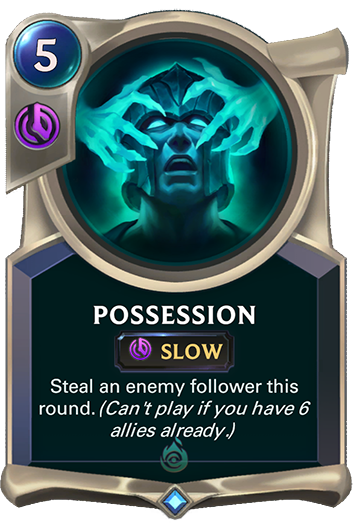 5
POSSESSION
SLOW
Steal an enemy follower this
round. (Can't play if you have 6
allies already.)